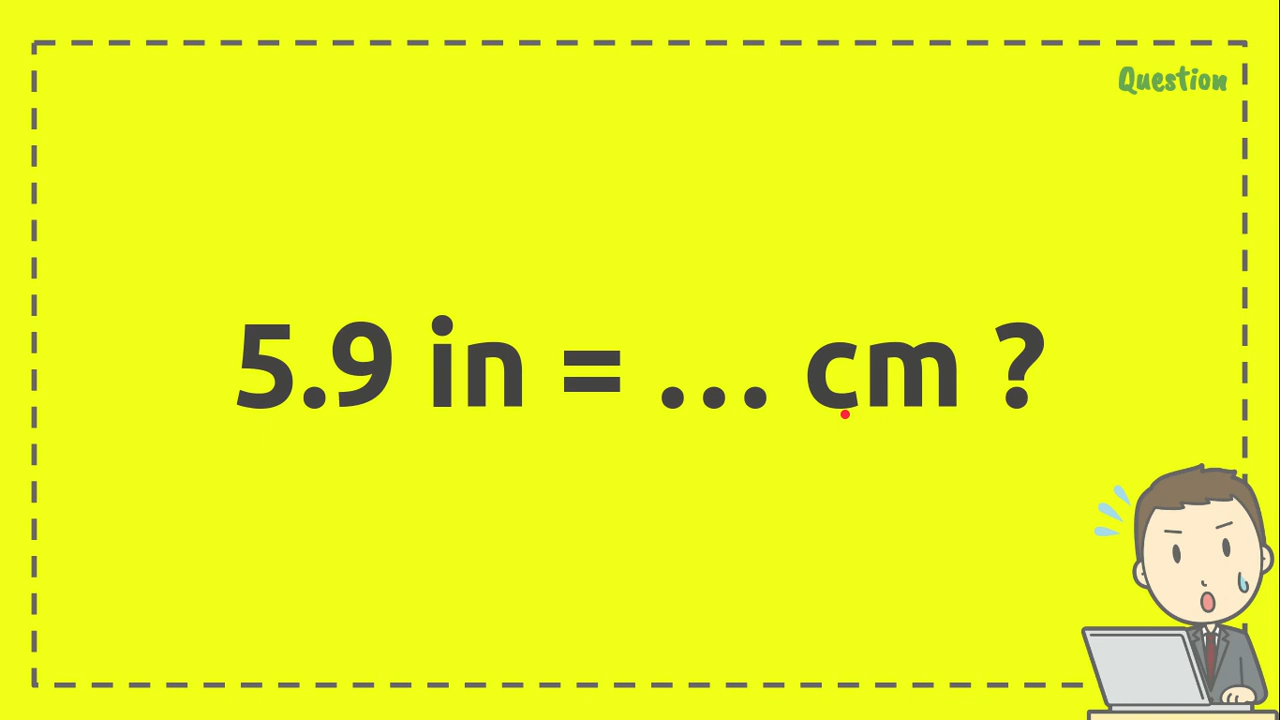 Question
5.9 in = ... cm ?